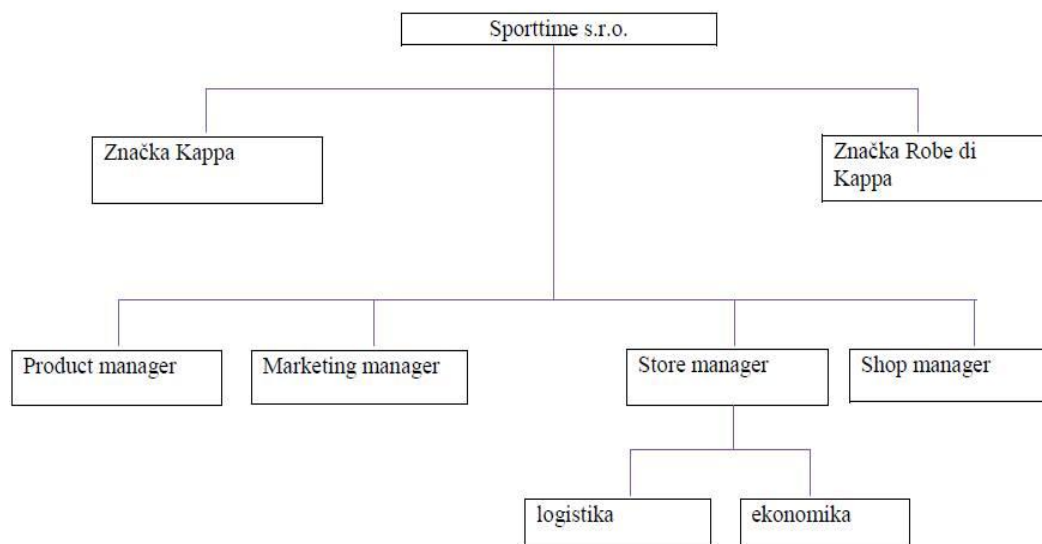 Sporttime s.r.o.
Značka Kappa
Značka Robe di
Kappa
Product manager
Marketing manager
Store manager
Shop manager
logistika
ekonomika